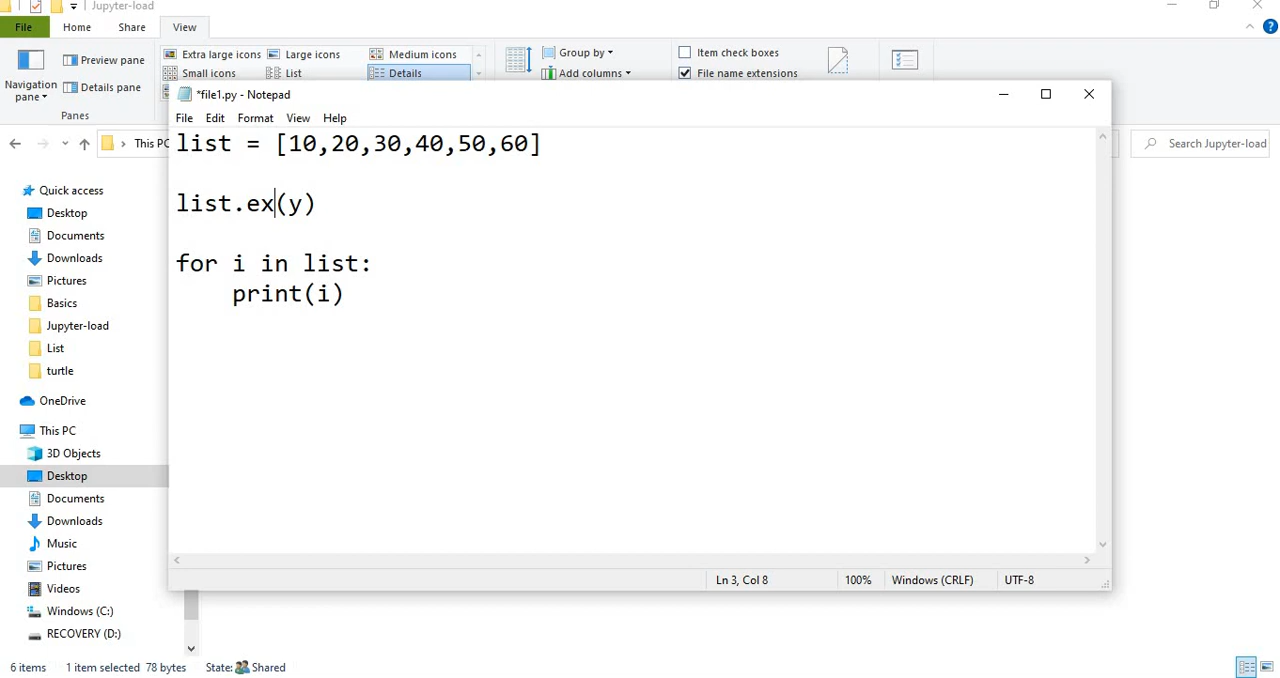 Jupyter-load
File Home Share View
Extra large icons Large icons Medium icons
Small icons List Details
Preview pane
Details pane
Navigation pane
Panes
Group by
Add columns
Item check boxes
File name extensions
This PC
Search Jupyter-load
*file1.py - Notepad
File Edit Format View Help
list = [10,20,30,40,50,60]
list.ex(y)
for i in list:
print(i)
Ln 3, Col 8 100% Windows (CRLF) UTF-8
Quick access
Desktop
Documents
Downloads
Pictures
Basics
Jupyter-load
List
turtle
OneDrive
This PC
3D Objects
Desktop
Documents
Downloads
Music
Pictures
Videos
Windows (C:)
RECOVERY (D:)
6 items 1 item selected 78 bytes State: Shared